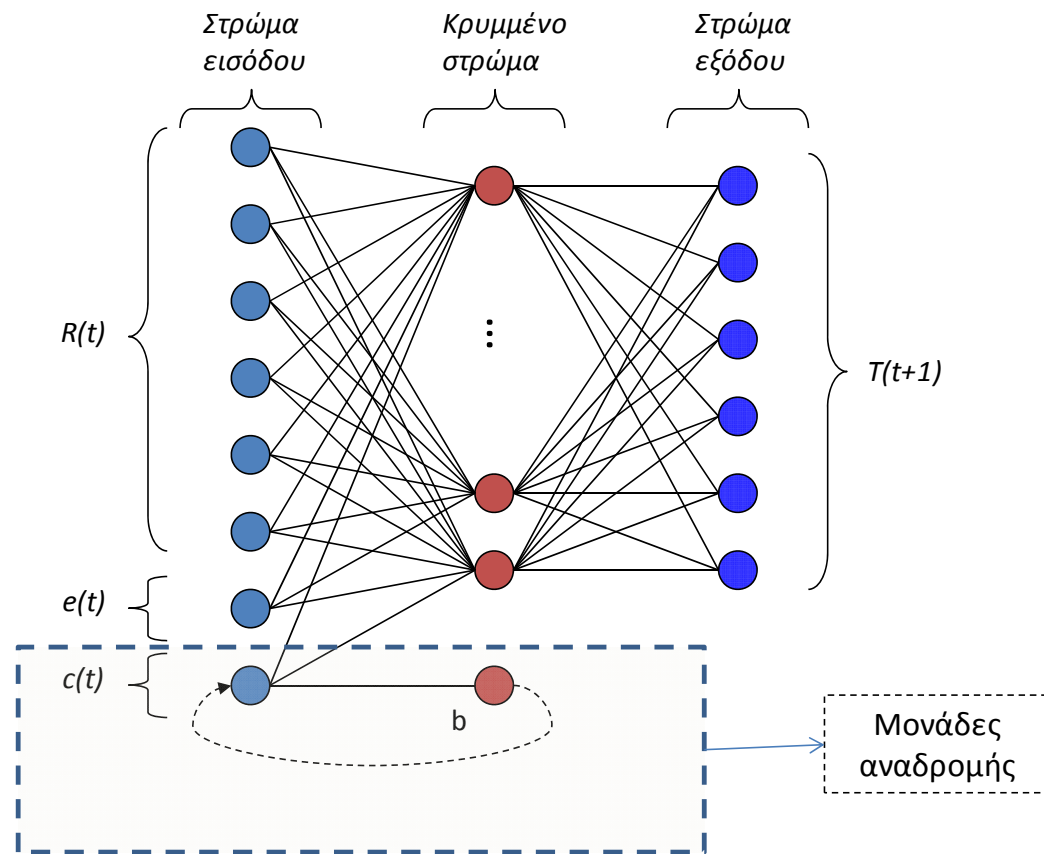 Στρώμα
εισόδου
Κρυμμένο
στρώμα
Στρώμα
εξόδου
R(t)
...
T(t+1)
e(t)
c(t)
b
Μονάδες
αναδρομής